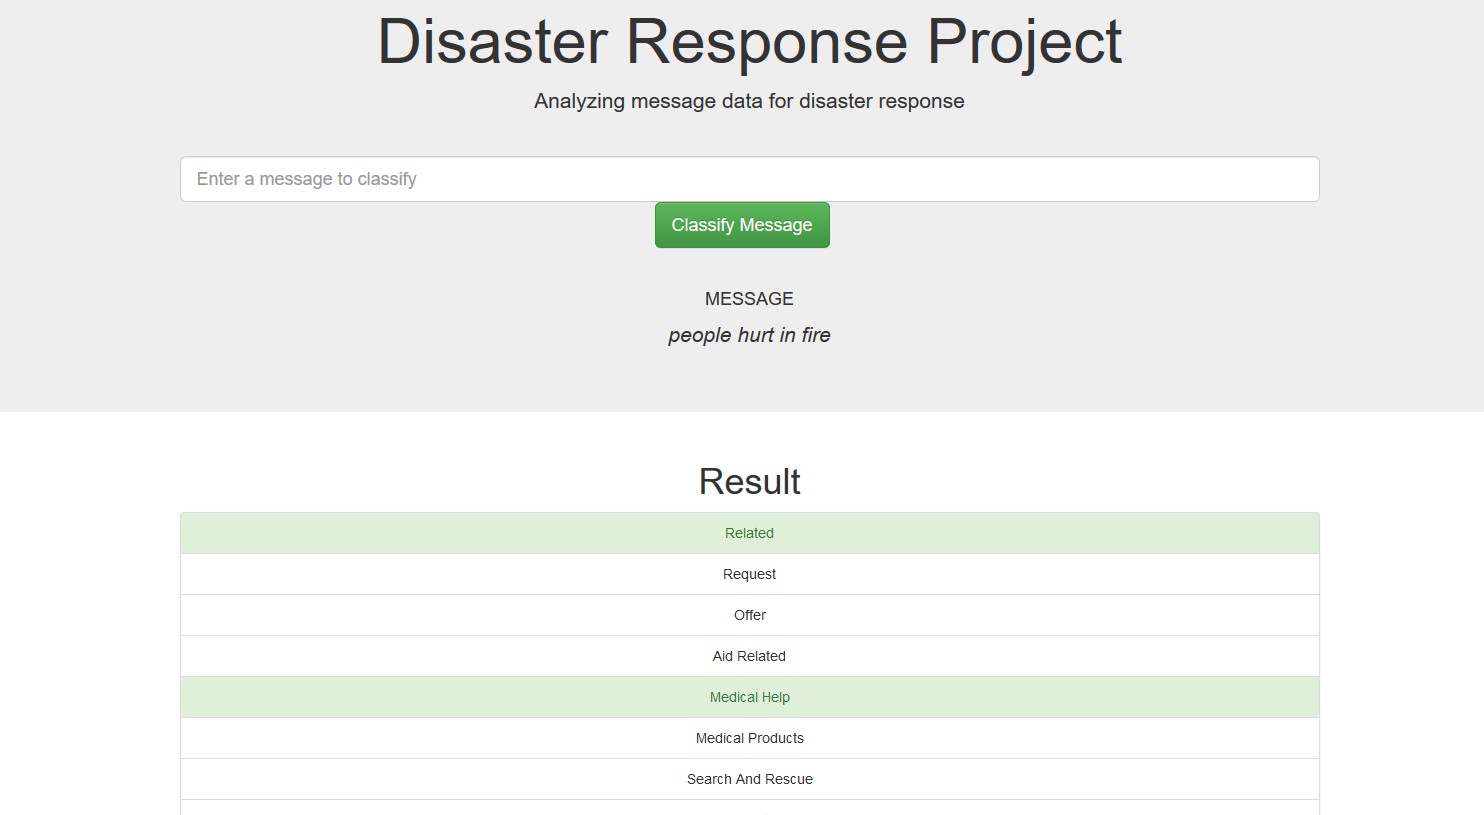 Disaster Response Project
Analyzing message data for disaster response
Enter a message to classify
Classify Message
MESSAGE
people hurt in fire
Result
Related
Request
Offer
Aid Related
Medical Help
Medical Products
Search And Rescue